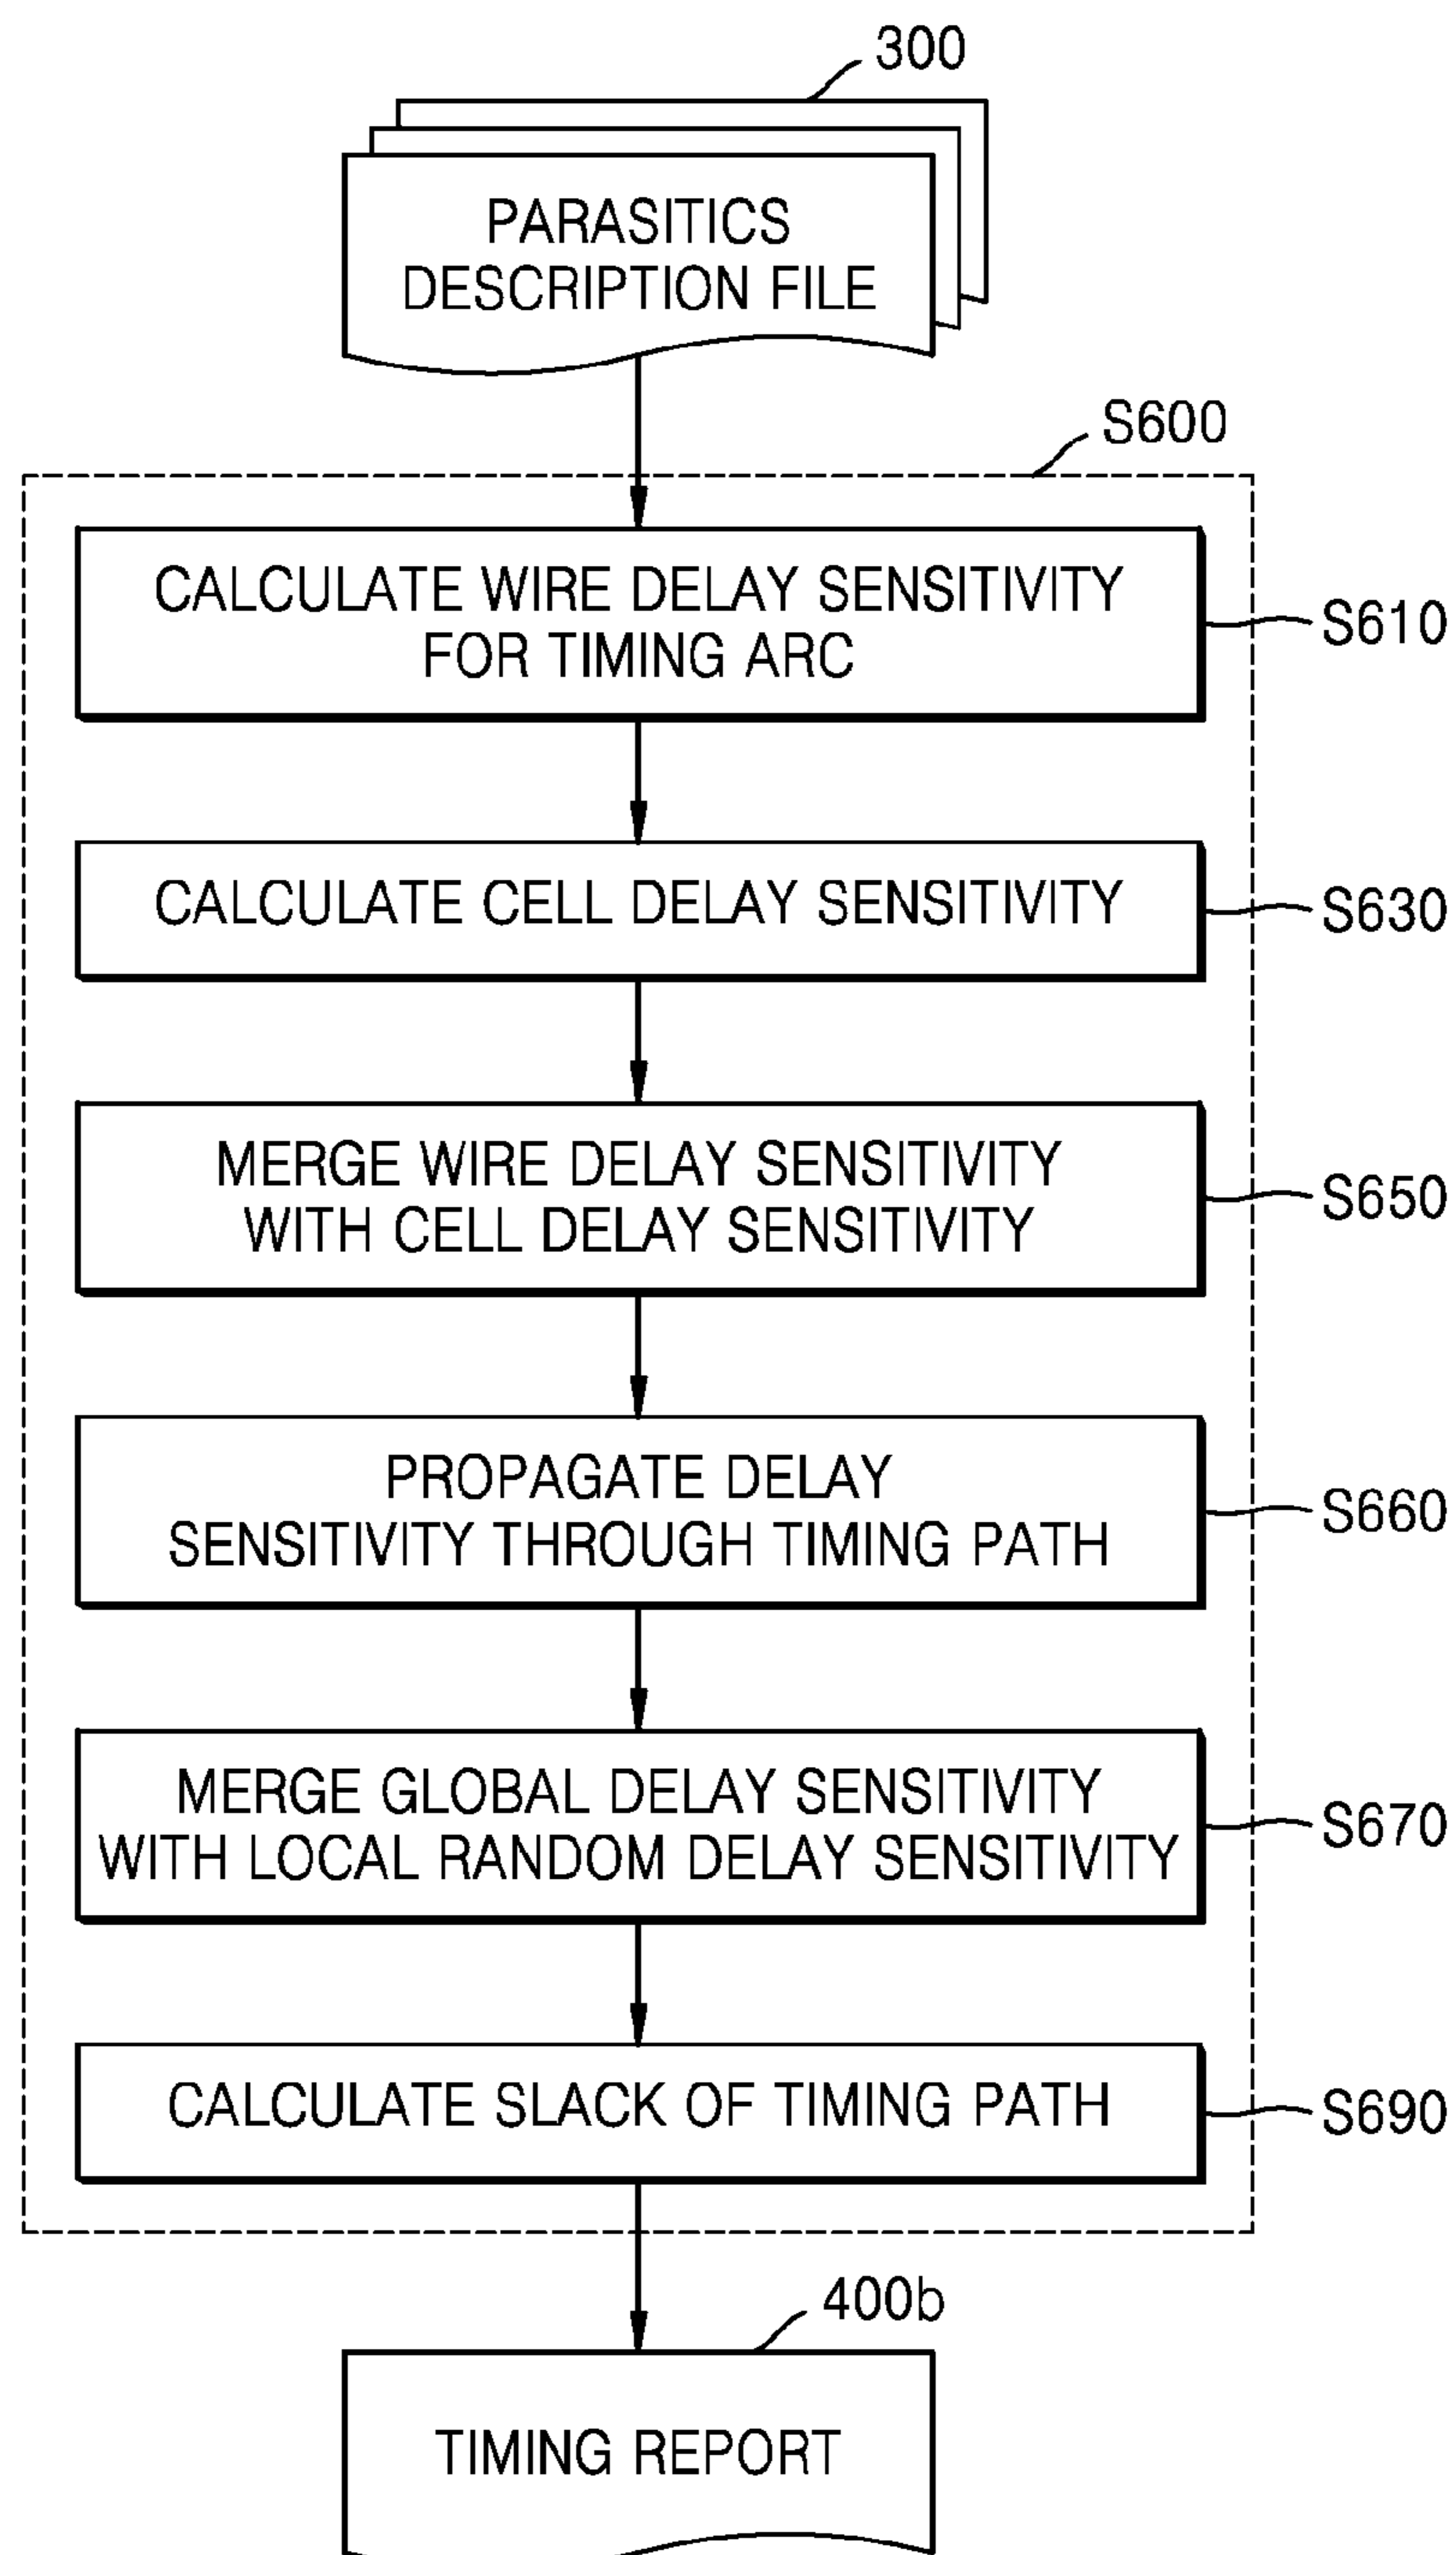 300
PARASITICS
DESCRIPTION FILE
S600
CALCULATE WIRE DELAY SENSITIVITY
FOR TIMING ARC
S610
CALCULATE CELL DELAY SENSITIVITY
S630
MERGE WIRE DELAY SENSITIVITY
WITH CELL DELAY SENSITIVITY
S650
PROPAGATE DELAY
SENSITIVITY THROUGH TIMING PATH
S660
MERGE GLOBAL DELAY SENSITIVITY
WITH LOCAL RANDOM DELAY SENSITIVITY
S670
CALCULATE SLACK OF TIMING PATH
S690
400b
TIMING REPORT